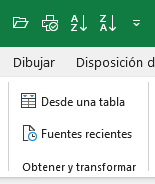 A Z Z A
Dibujar Disposición d
Desde una tabla
Fuentes recientes
Obtener y transformar